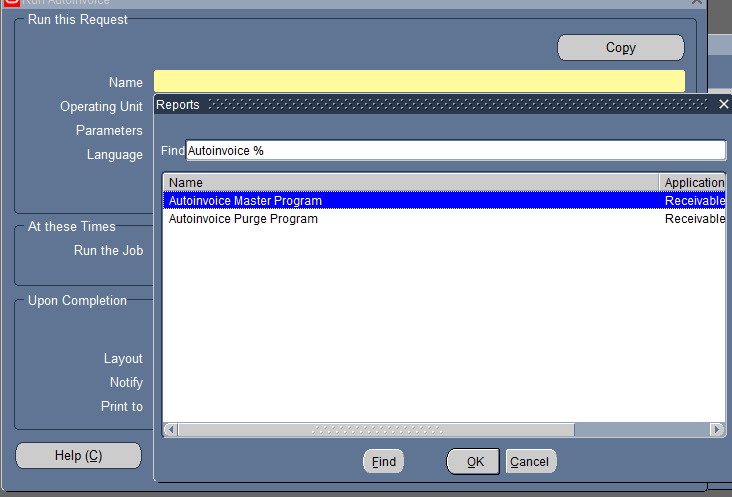 Run Autoinvoice
Run this Request
Copy
Name
Operating Unit
Parameters
Language
At these Times
Run the Job
Upon Completion
Layout
Notify
Print to
Help (C)
Reports
Find Autoinvoice %
Name Application
Autoinvoice Master Program Receivable
Autoinvoice Purge Program Receivable
Find OK Cancel